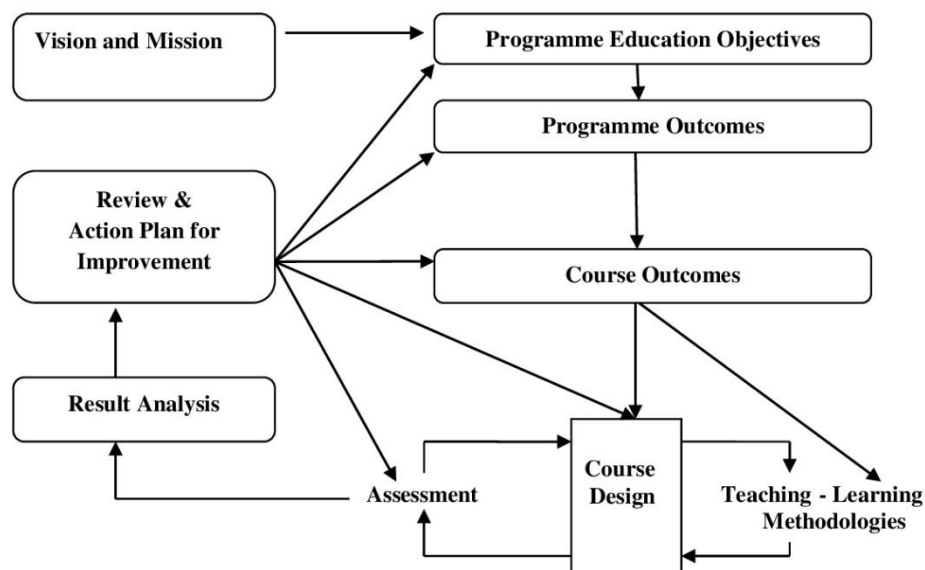 Vision and Mission
Programme Education Objectives
Programme Outcomes
Review &
Action Plan for
Improvement
Course Outcomes
Result Analysis
Assessment
Course
Design
Teaching - Learning
Methodologies